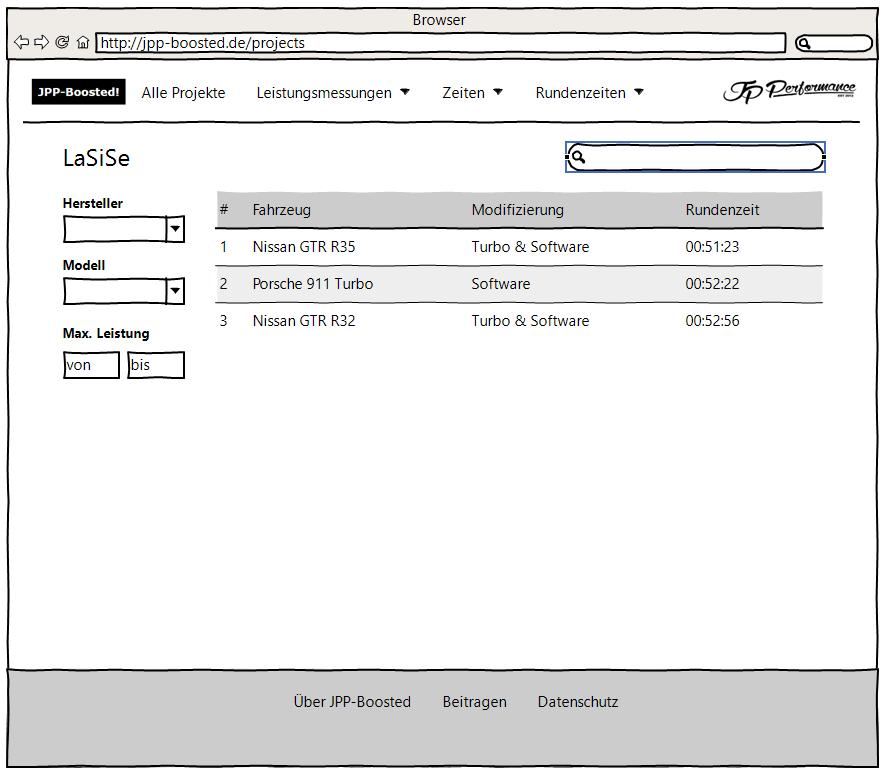 Browser
http://jpp-boosted.de/projects
JPP-Boosted! Alle Projekte Leistungsmessungen Zeiten Rundenzeiten JP Performance
EST 2012
LaSiSe
Hersteller
Modell
Max. Leistung
von bis
# Fahrzeug Modifizierung Rundenzeit
1 Nissan GTR R35 Turbo & Software 00:51:23
2 Porsche 911 Turbo Software 00:52:22
3 Nissan GTR R32 Turbo & Software 00:52:56
Über JPP-Boosted Beitragen Datenschutz